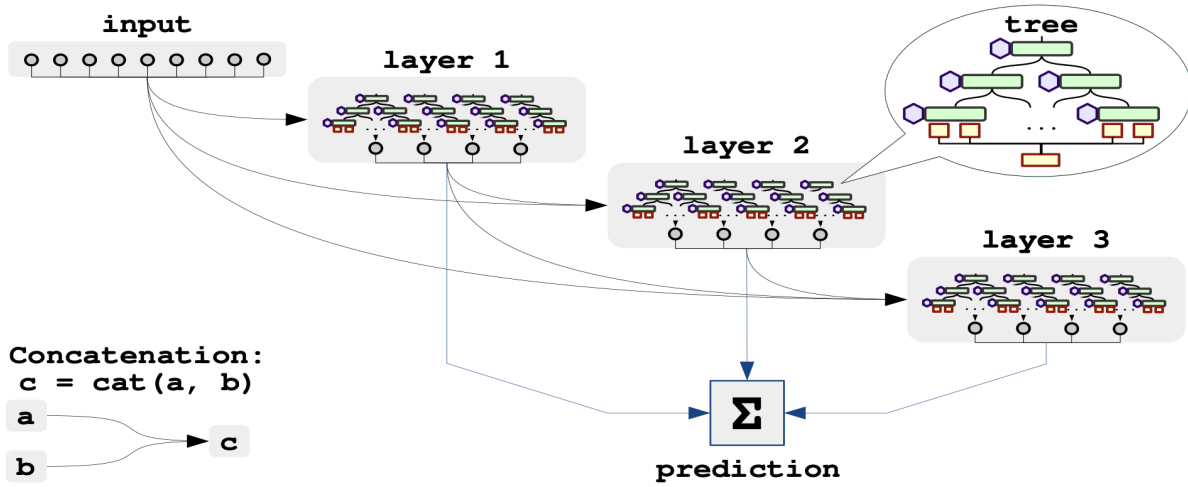 input
layer 1
tree
layer 2
layer 3
Concatenation:
c = cat(a, b)
a
b
c
Σ
prediction